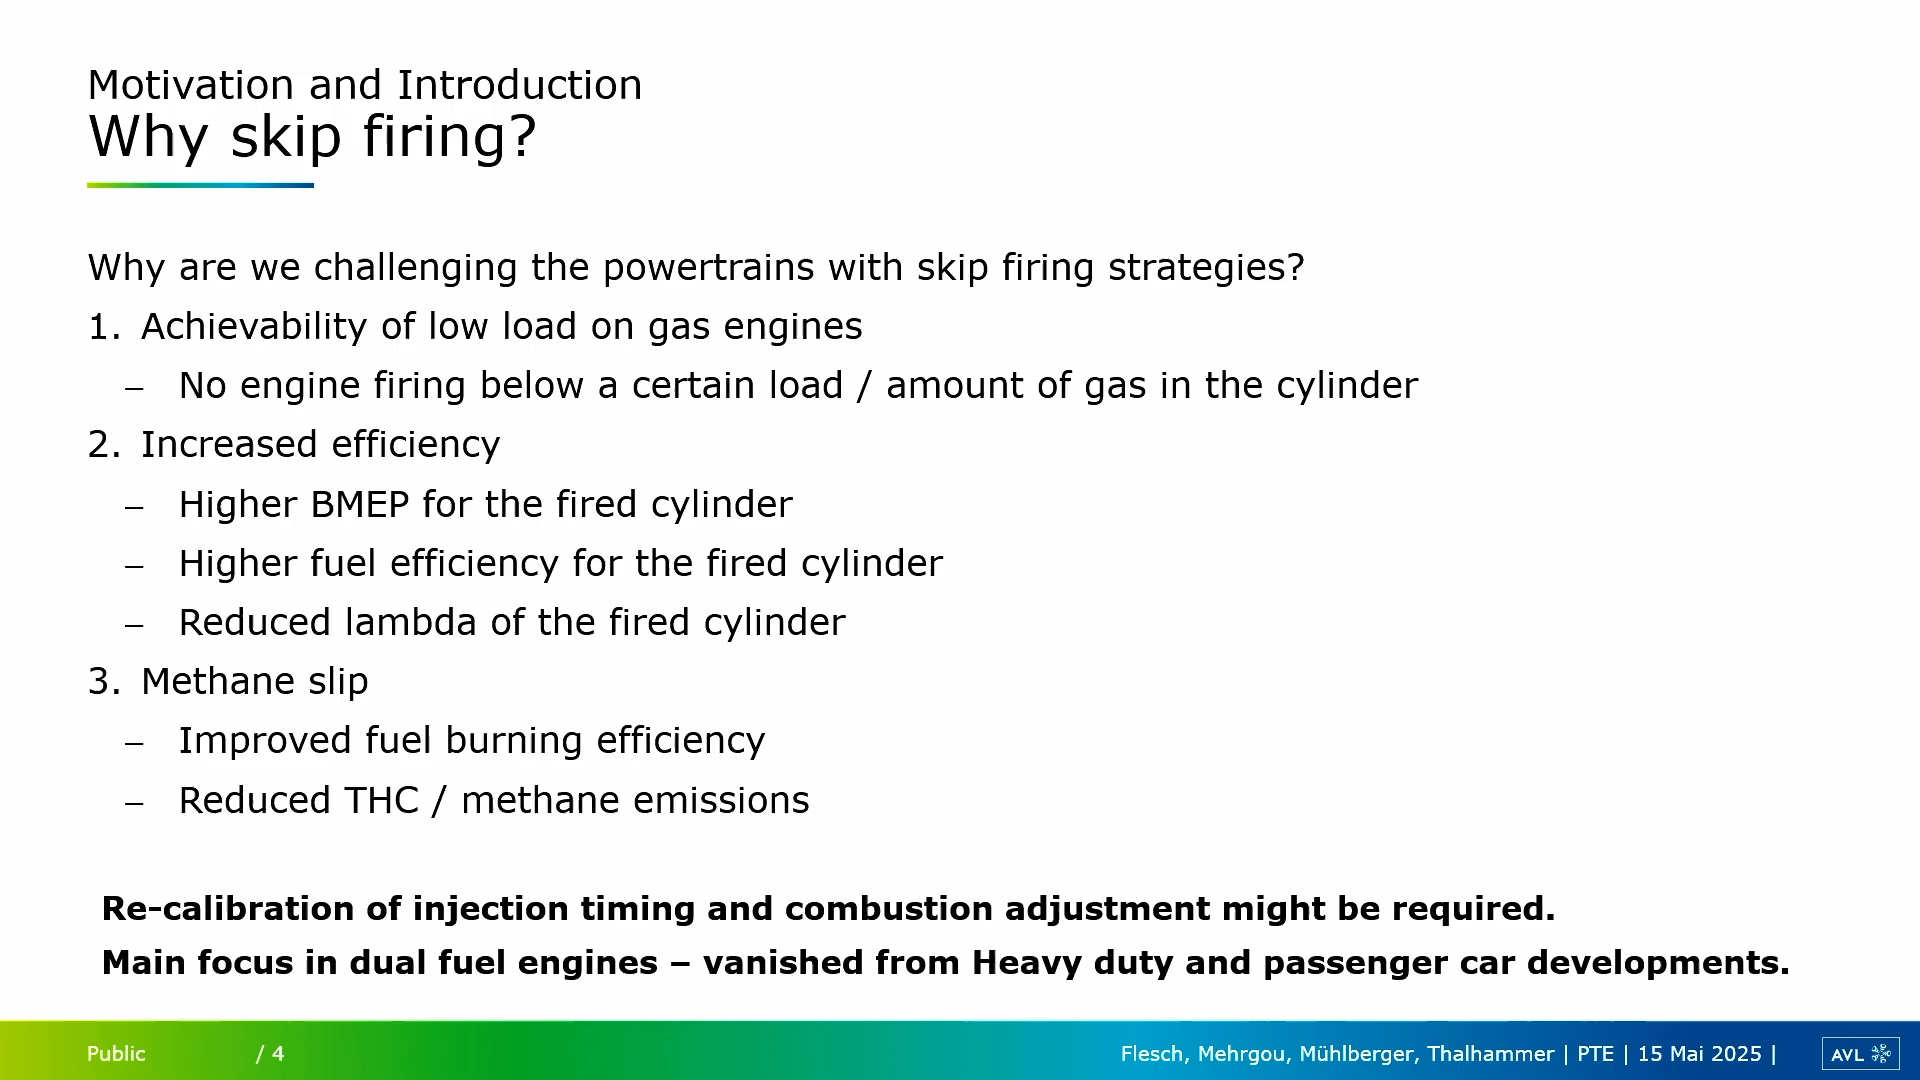 Motivation and Introduction
Why skip firing?
Why are we challenging the powertrains with skip firing strategies?
1. Achievability of low load on gas engines
– No engine firing below a certain load / amount of gas in the cylinder
2. Increased efficiency
– Higher BMEP for the fired cylinder
– Higher fuel efficiency for the fired cylinder
– Reduced lambda of the fired cylinder
3. Methane slip
– Improved fuel burning efficiency
– Reduced THC / methane emissions
Re-calibration of injection timing and combustion adjustment might be required.
Main focus in dual fuel engines – vanished from Heavy duty and passenger car developments.
Public / 4 Flesch, Mehrgou, Mühlberger, Thalhammer | PTE | 15 Mai 2025 | AVL